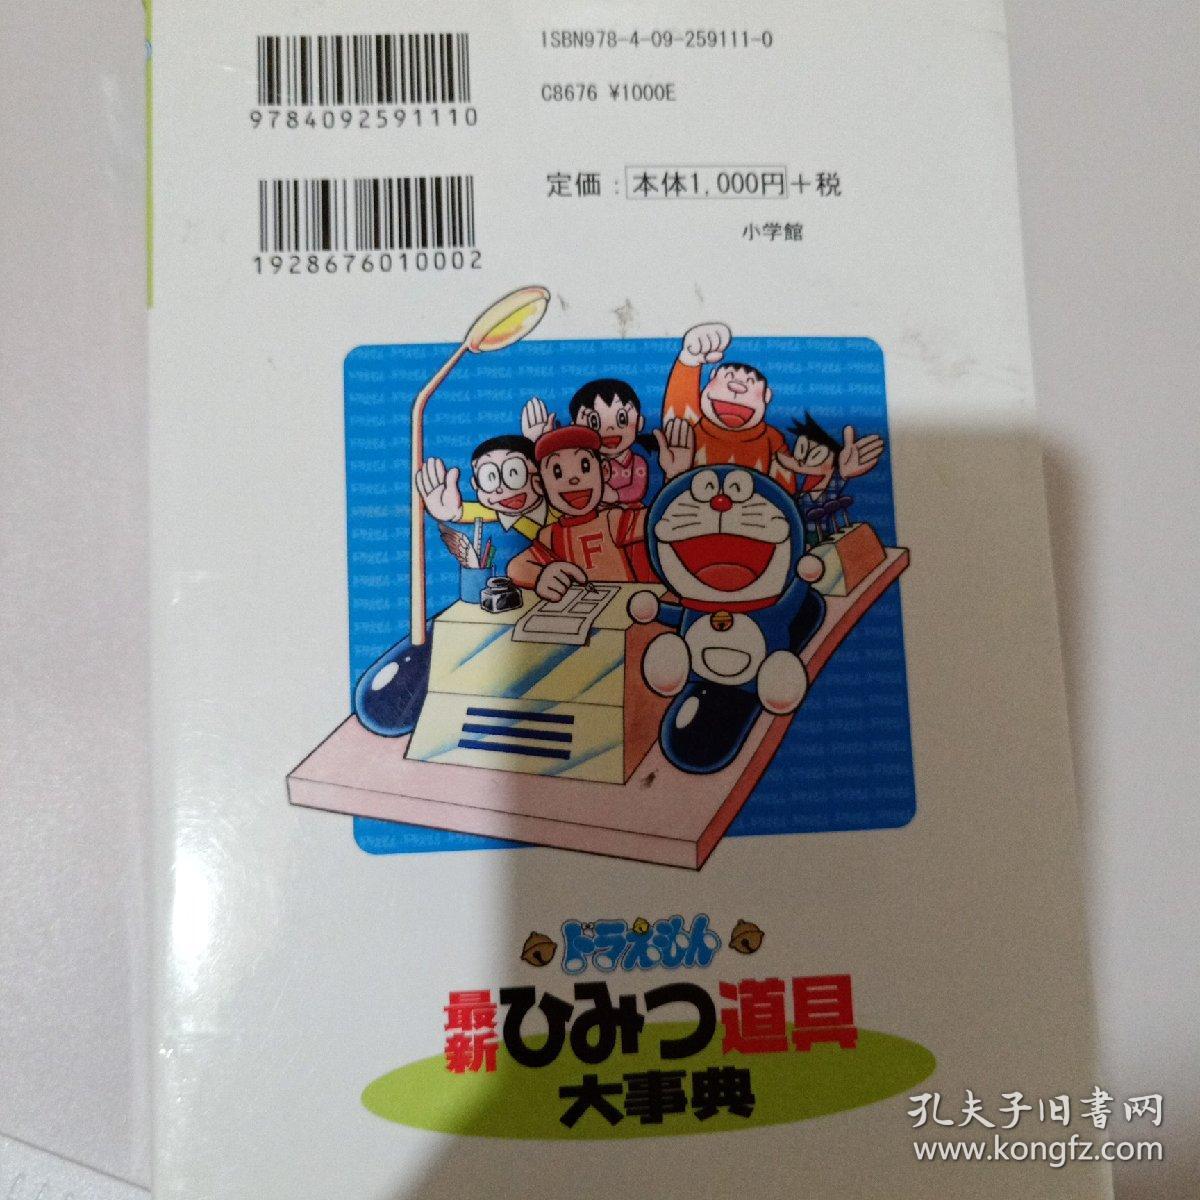 ISBN978-4-09-259111-0
9784092591110
C8676 ¥1000E
定価：本体1,000円+税
小学館
1928676010002
F
ドラえもん
最新ひみつ道具
大事典
孔夫子旧書网
www.kongfz.com